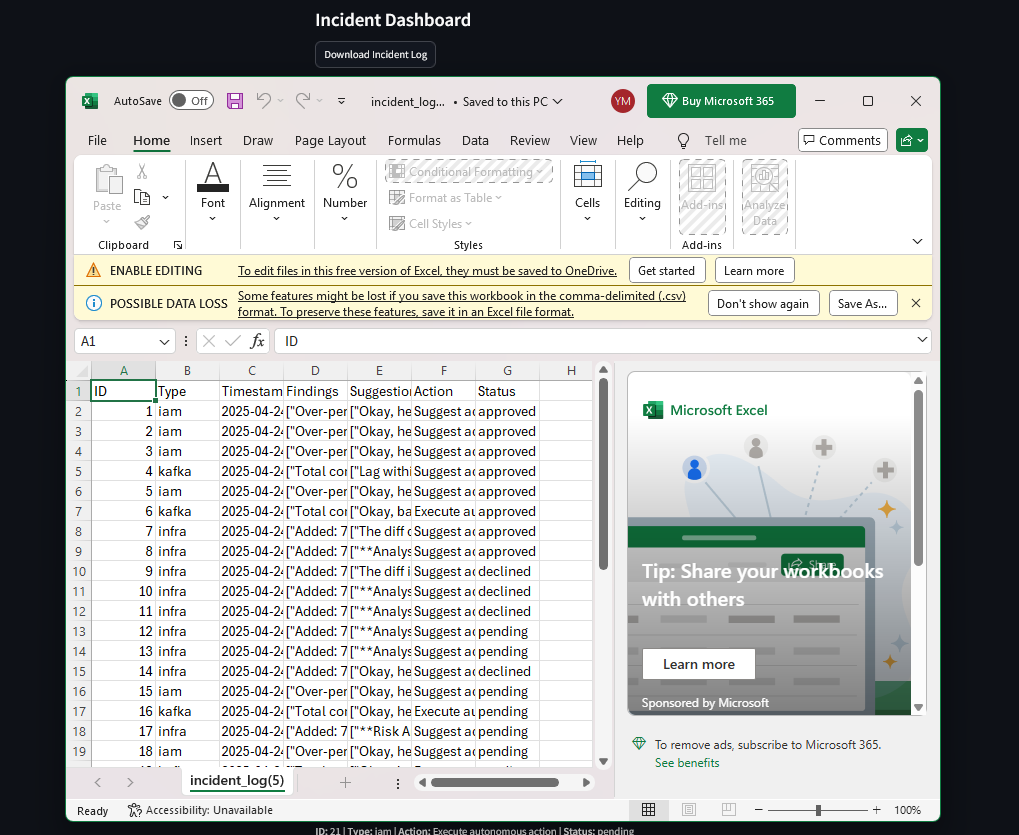 Incident Dashboard
Download Incident Log
AutoSave Off incident_log... • Saved to this PC YM Buy Microsoft 365
File Home Insert Draw Page Layout Formulas Data Review View Help Tell me Comments
Paste Font Alignment Number Conditional Formatting Format as Table Cell Styles Cells Editing Add-ins Analyze Data
Clipboard Styles Add-ins
ENABLE EDITING To edit files in this free version of Excel, they must be saved to OneDrive. Get started Learn more
POSSIBLE DATA LOSS Some features might be lost if you save this workbook in the comma-delimited (.csv)
format. To preserve these features, save it in an Excel file format. Don't show again Save As...
A1 fx ID
A B C D E F G H
1 ID Type Timestam Findings Suggestio Action Status
2 1 iam 2025-04-24 ["Over-per ["Okay, he Suggest ac approved
3 2 iam 2025-04-24 ["Over-per ["Okay, he Suggest ac approved
4 3 iam 2025-04-24 ["Over-per ["Okay, he Suggest ac approved
5 4 kafka 2025-04-24 ["Total cor ["Lag withi Suggest ac approved
6 5 iam 2025-04-24 ["Over-per ["Okay, he Suggest ac approved
7 6 kafka 2025-04-24 ["Total cor ["Okay, ba Execute au approved
8 7 infra 2025-04-24 ["Added: 7 ["The diff c Suggest ac approved
9 8 infra 2025-04-24 ["Added: 7 ["**Analys Suggest ac approved
10 9 infra 2025-04-24 ["Added: 7 ["The diff i Suggest ac declined
11 10 infra 2025-04-24 ["Added: 7 ["**Analys Suggest ac declined
12 11 infra 2025-04-24 ["Added: 7 ["**Analys Suggest ac declined
13 12 infra 2025-04-24 ["Added: 7 ["**Analys Suggest ac pending
14 13 infra 2025-04-24 ["Added: 7 ["**Analys Suggest ac pending
15 14 infra 2025-04-24 ["Added: 7 ["Okay, he Suggest ac declined
16 15 iam 2025-04-24 ["Over-per ["Okay, he Suggest ac pending
17 16 kafka 2025-04-24 ["Total cor ["Okay, he Execute au pending
18 17 infra 2025-04-24 ["Added: 7 ["**Risk A Suggest ac pending
19 18 iam 2025-04-24 ["Over-per ["Okay, he Suggest ac pending
Microsoft Excel
Share
Tip: Share your workbooks
with others
Learn more
Sponsored by Microsoft
To remove ads, subscribe to Microsoft 365.
See benefits
incident_log(5)
Ready Accessibility: Unavailable 100%
ID: 21 | Type: iam | Action: Execute autonomous action | Status: pending